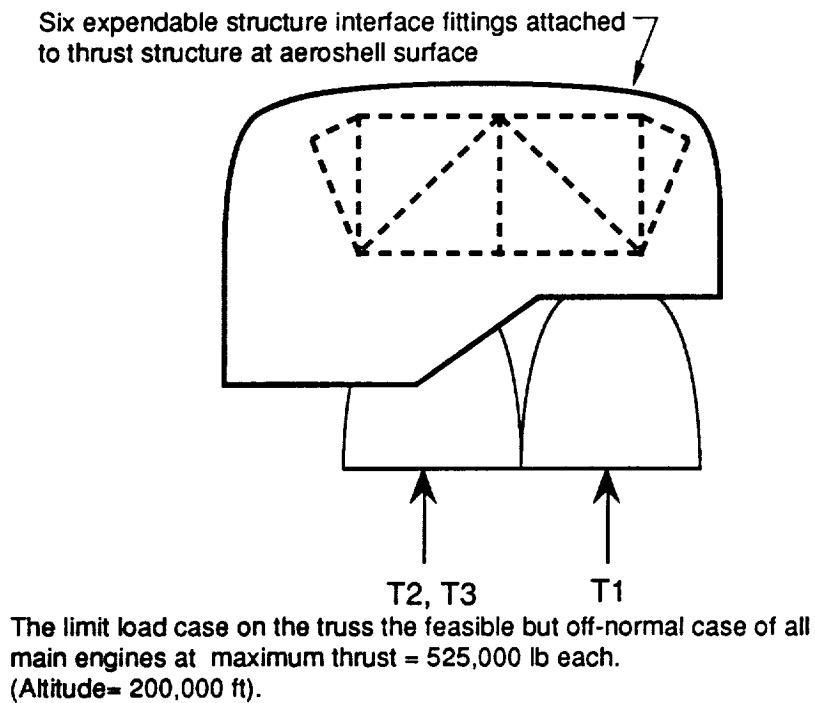 Six expendable structure interface fittings attached
to thrust structure at aeroshell surface
T2, T3
T1
The limit load case on the truss the feasible but off-normal case of all
main engines at maximum thrust = 525,000 lb each.
(Altitude= 200,000 ft).